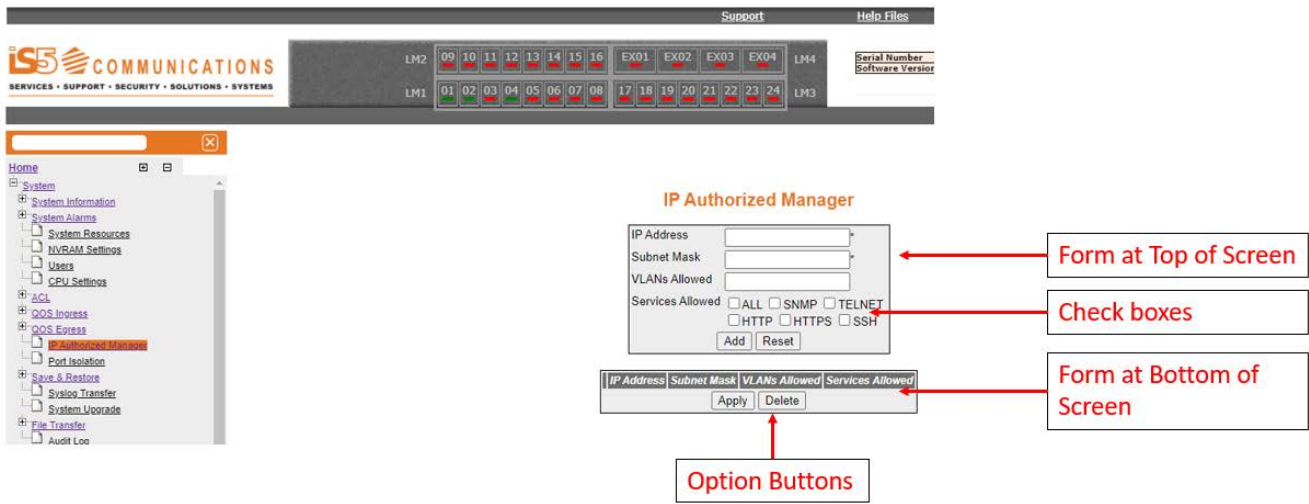 Support Help Files
iS5 COMMUNICATIONS
SERVICES • SUPPORT • SECURITY • SOLUTIONS • SYSTEMS
LM2 09 10 11 12 13 14 15 16 EX01 EX02 EX03 EX04 LM4
LM1 01 02 03 04 05 06 07 08 17 18 19 20 21 22 23 24 LM3
Serial Number
Software Version
Home
System
System Information
System Alarms
System Resources
NVRAM Settings
Users
CPU Settings
ACL
QOS Ingress
QOS Egress
IP Authorized Manager
Port Isolation
Save & Restore
Syslog Transfer
System Upgrade
File Transfer
Audit Log
IP Authorized Manager
IP Address *
Subnet Mask *
VLANs Allowed
Services Allowed ALL SNMP TELNET
HTTP HTTPS SSH
Add Reset
IP Address Subnet Mask VLANs Allowed Services Allowed
Apply Delete
Form at Top of Screen
Check boxes
Form at Bottom of
Screen
Option Buttons